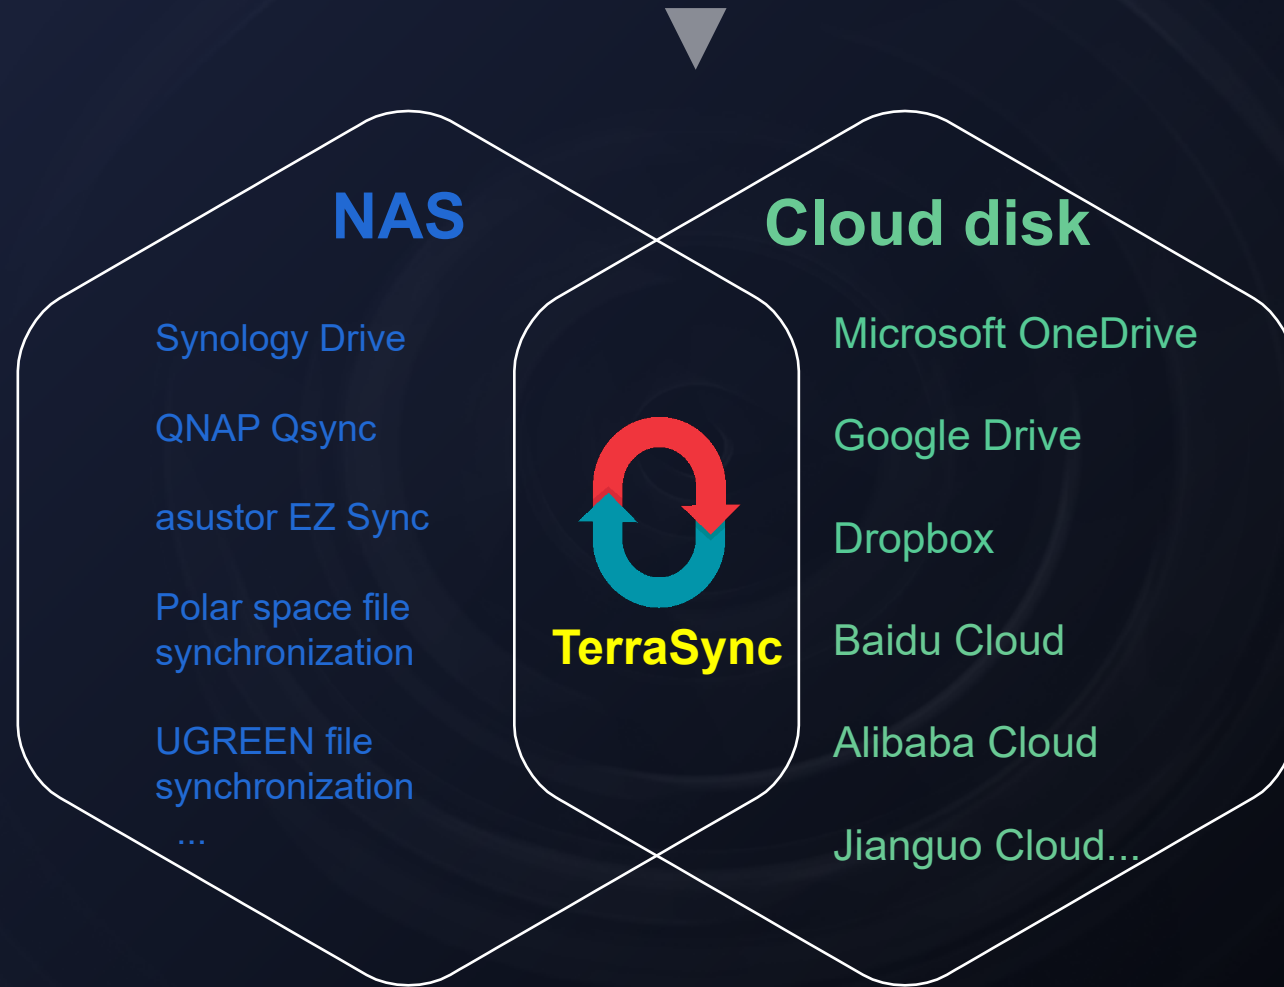 NAS
Synology Drive
QNAP Qsync
asustor EZ Sync
Polar space file
synchronization
UGREEN file
synchronization
...
TerraSync
Cloud disk
Microsoft OneDrive
Google Drive
Dropbox
Baidu Cloud
Alibaba Cloud
Jianguo Cloud...